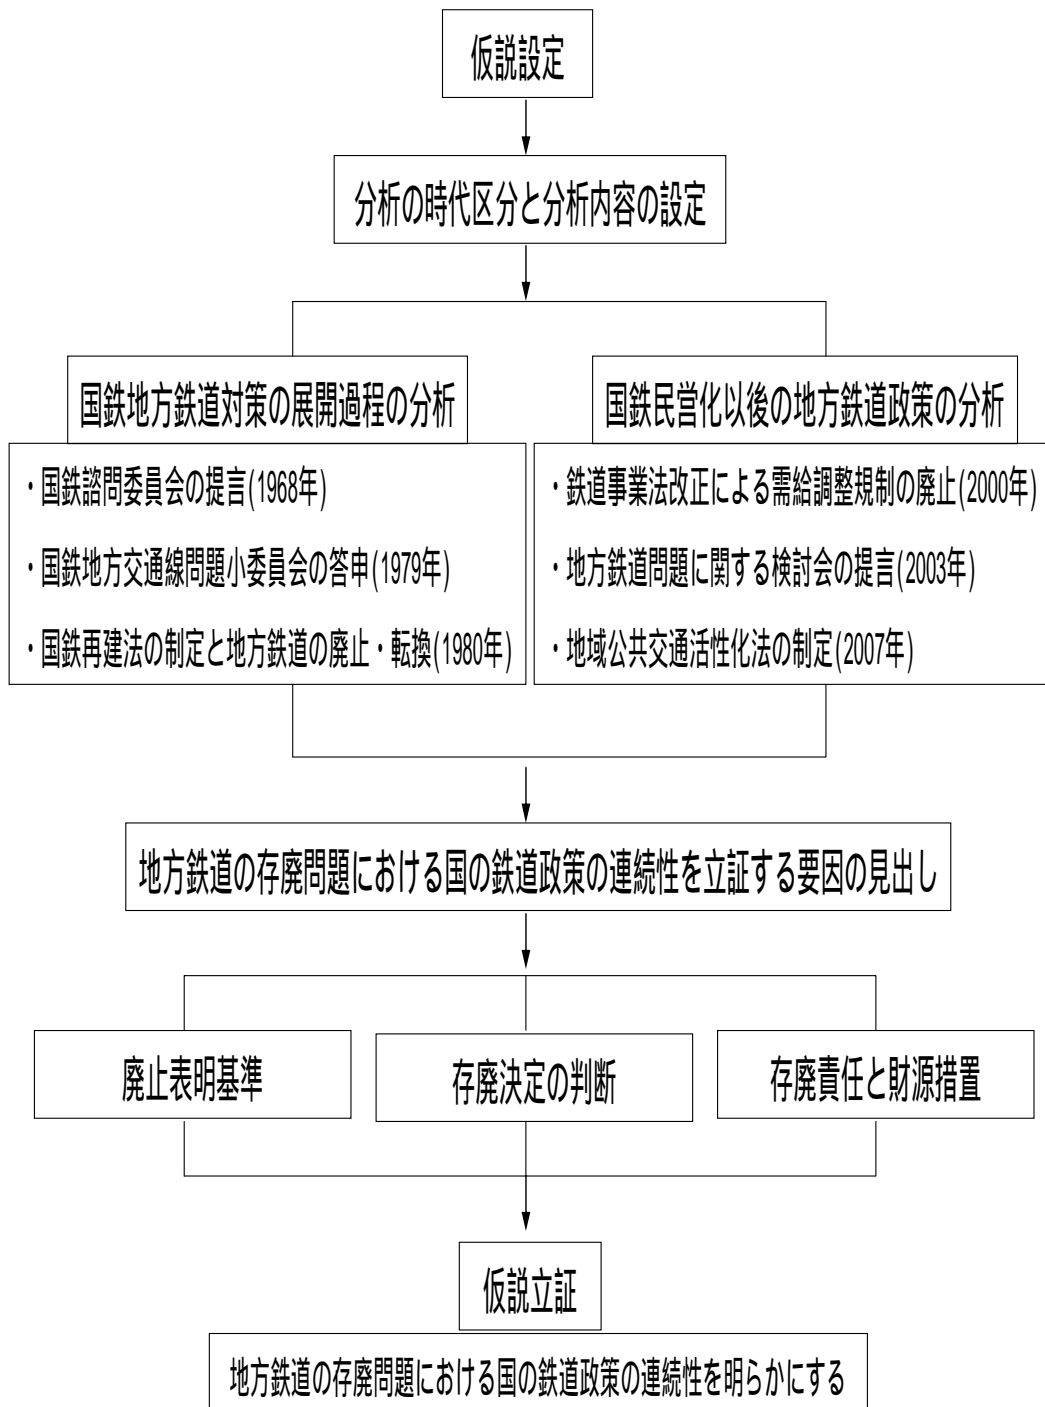 仮説設定
分析の時代区分と分析内容の設定
国鉄地方鉄道対策の展開過程の分析
・国鉄諮問委員会の提言(1968年)
・国鉄地方交通線問題小委員会の答申(1979年)
・国鉄再建法の制定と地方鉄道の廃止・転換(1980年)
国鉄民営化以後の地方鉄道政策の分析
・鉄道事業法改正による需給調整規制の廃止(2000年)
・地方鉄道問題に関する検討会の提言(2003年)
・地域公共交通活性化法の制定(2007年)
地方鉄道の存廃問題における国の鉄道政策の連続性を立証する要因の見出し
廃止表明基準
存廃決定の判断
存廃責任と財源措置
仮説立証
地方鉄道の存廃問題における国の鉄道政策の連続性を明らかにする